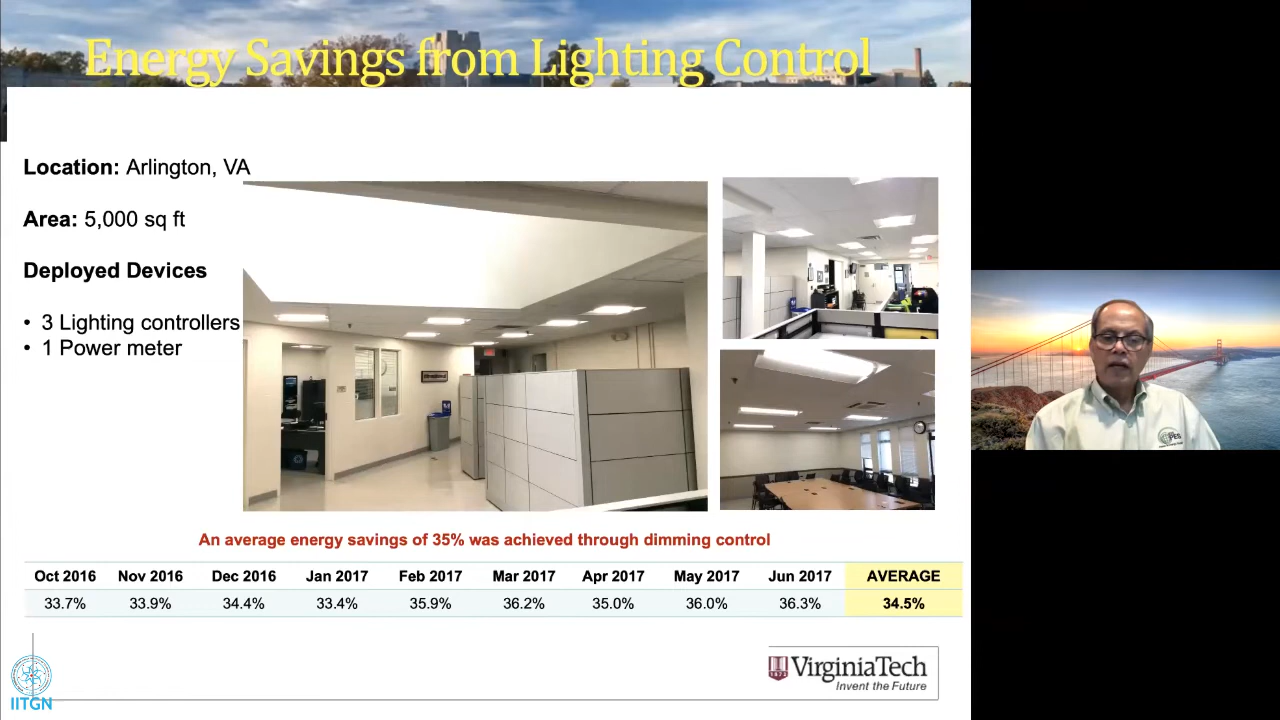 Energy Savings from Lighting Control
Location: Arlington, VA
Area: 5,000 sq ft
Deployed Devices
• 3 Lighting controllers
• 1 Power meter
An average energy savings of 35% was achieved through dimming control
Oct 2016 Nov 2016 Dec 2016 Jan 2017 Feb 2017 Mar 2017 Apr 2017 May 2017 Jun 2017 AVERAGE
33.7% 33.9% 34.4% 33.4% 35.9% 36.2% 35.0% 36.0% 36.3% 34.5%
VirginiaTech
Invent the Future
IITGN
PES